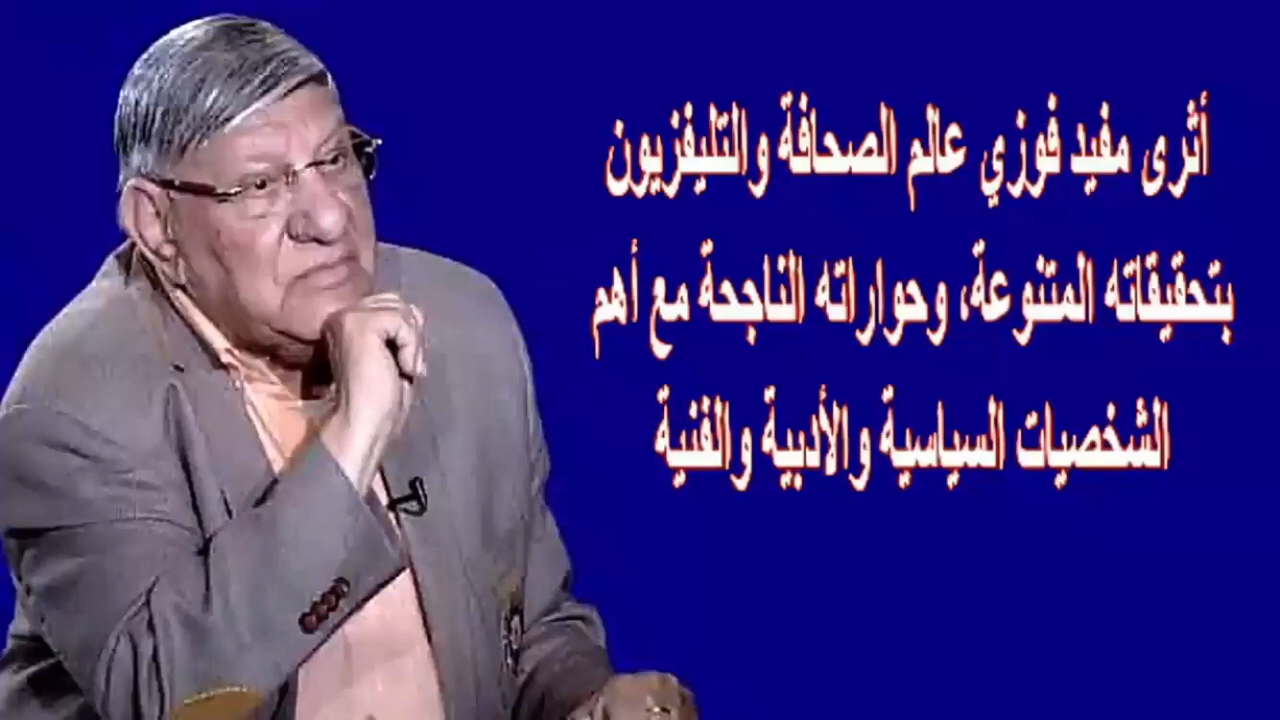 أثرى مفيد فوزي عالم الصحافة والتليفزيون
بتحقيقاته المتنوعة، وحواراته الناجحة مع أهم
الشخصيات السياسية والأدبية والفنية